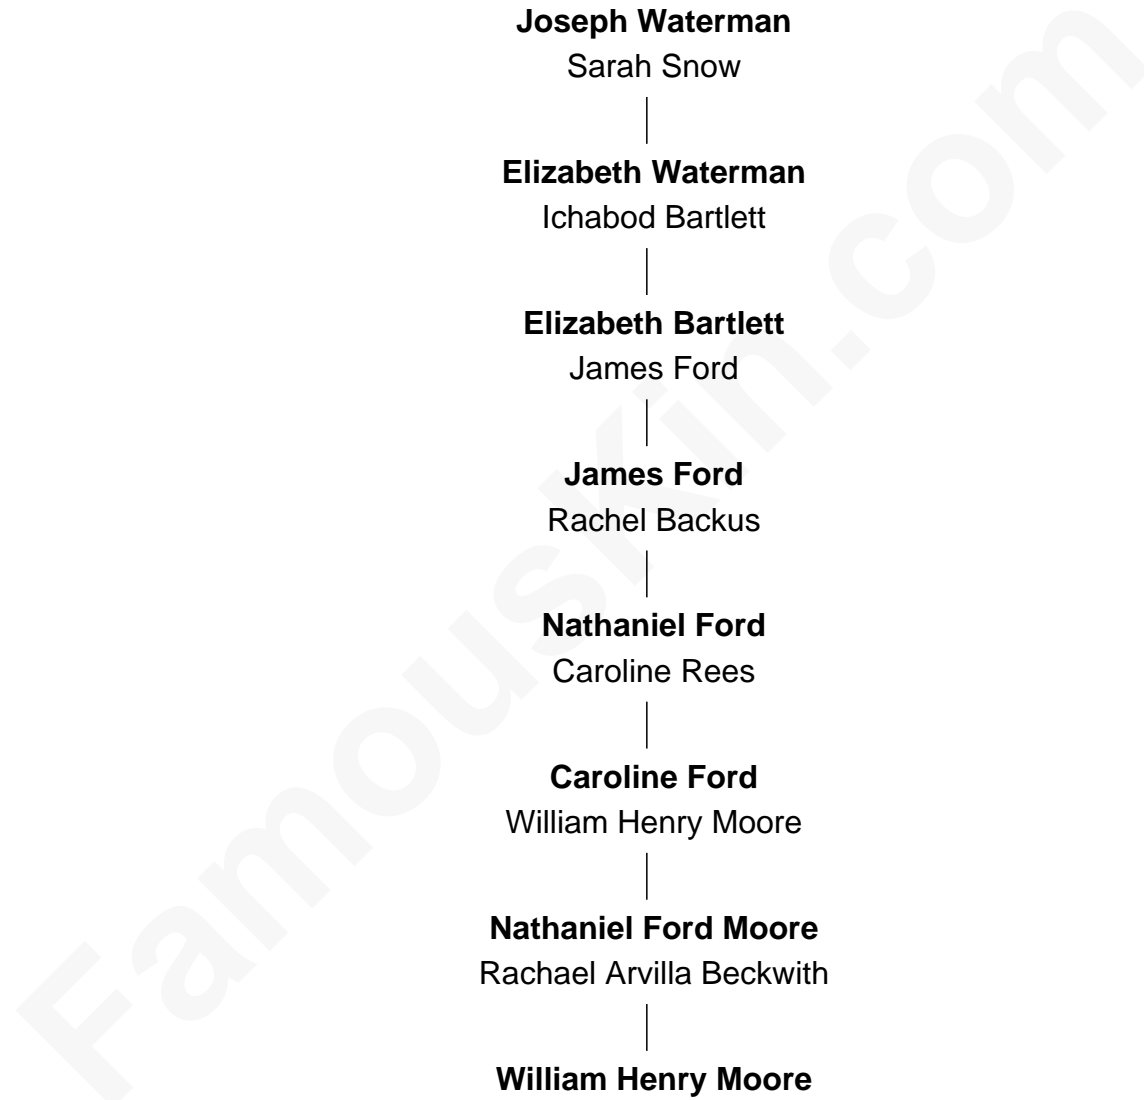 Joseph Waterman
Sarah Snow
Elizabeth Waterman
Ichabod Bartlett
Elizabeth Bartlett
James Ford
James Ford
Rachel Backus
Nathaniel Ford
Caroline Rees
Caroline Ford
William Henry Moore
Nathaniel Ford Moore
Rachael Arvilla Beckwith
William Henry Moore
FamousKin.com